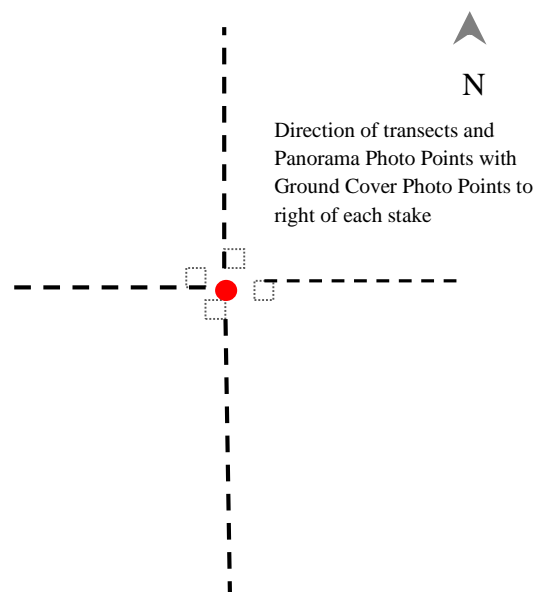 N
Direction of transects and
Panorama Photo Points with
Ground Cover Photo Points to
right of each stake